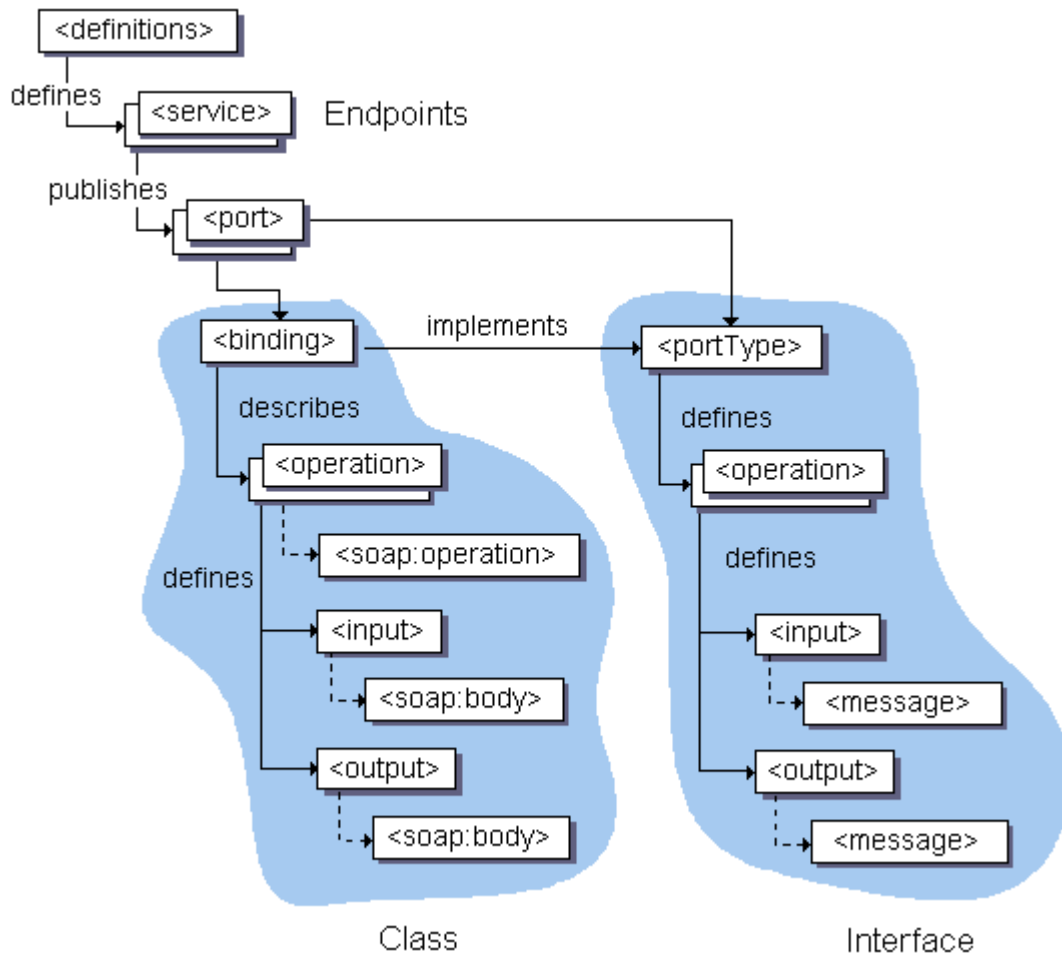 <definitions>
defines
<service>
Endpoints
publishes
<port>
implements
<binding>
<portType>
describes
defines
<operation>
<operation>
<soap:operation>
defines
defines
<input>
<input>
<soap:body>
<message>
<output>
<output>
<soap:body>
<message>
Class
Interface